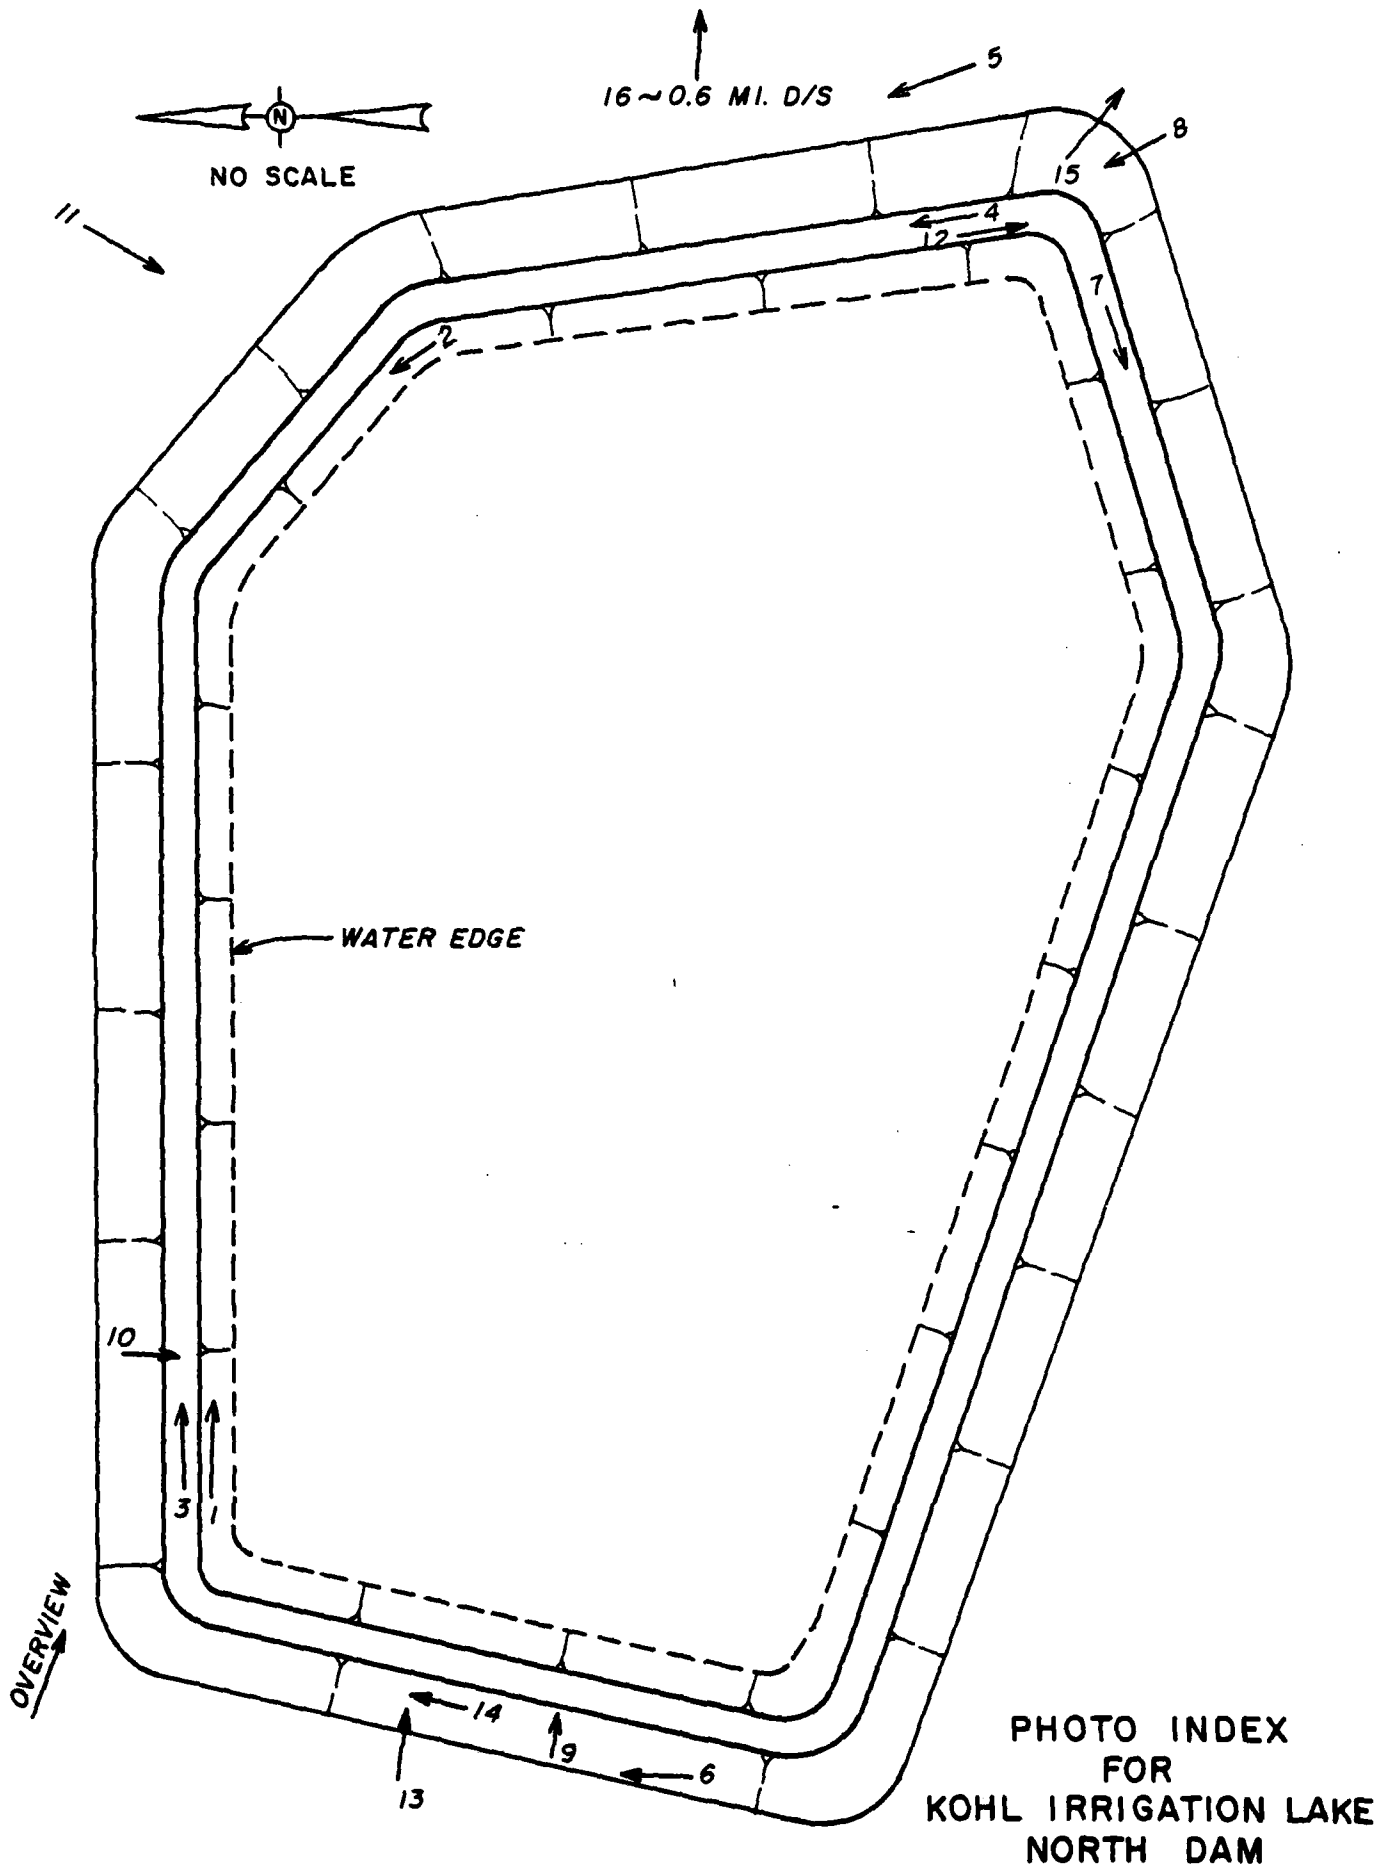 5
16~0.6 MI. D/S
N
8
NO SCALE
15
11
4
12
7
2
WATER EDGE
10
3 1
OVERVIEW
14
9
6
13
PHOTO INDEX
FOR
KOHL IRRIGATION LAKE
NORTH DAM